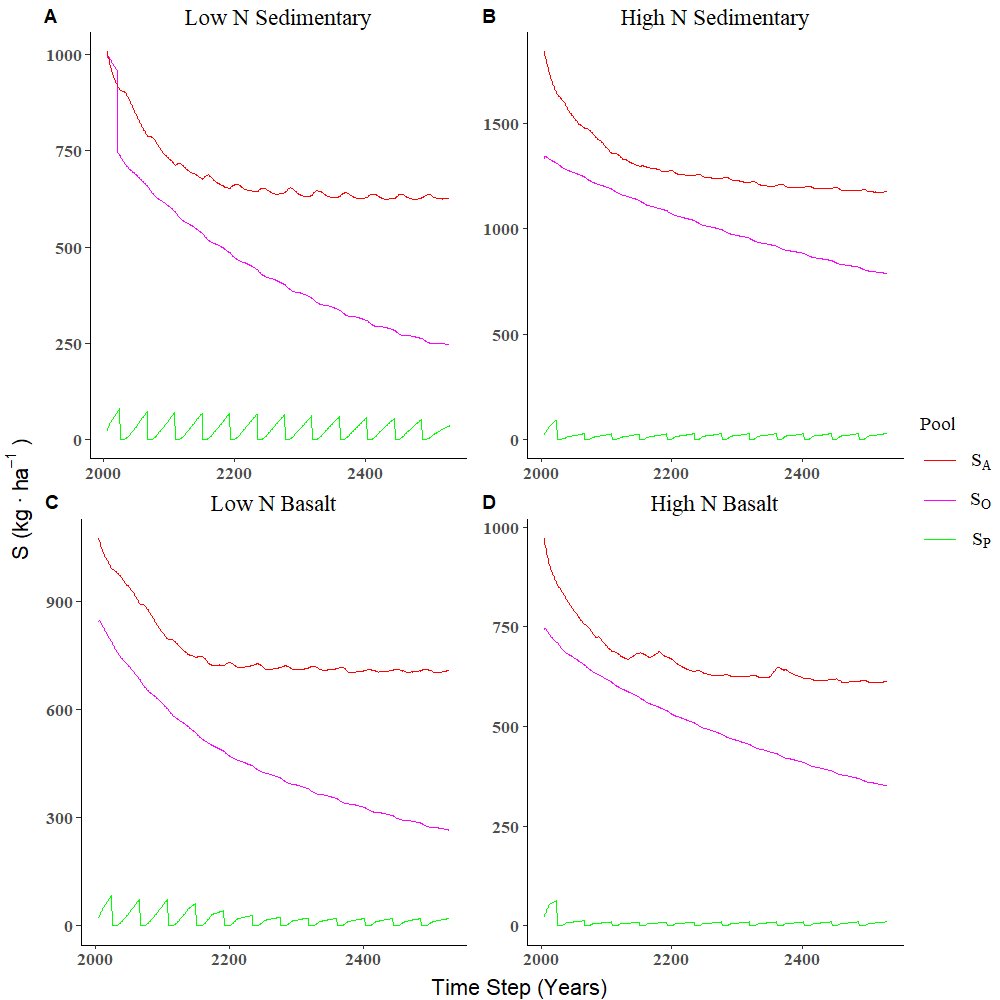 A Low N Sedimentary
1000
750
500
250
0
2000 2200 2400
B High N Sedimentary
1500
1000
500
0
2000 2200 2400
C Low N Basalt
900
600
300
0
2000 2200 2400
D High N Basalt
1000
750
500
250
0
2000 2200 2400
S (kg · ha⁻¹ )
Time Step (Years)
Pool
S_A
S_O
S_P